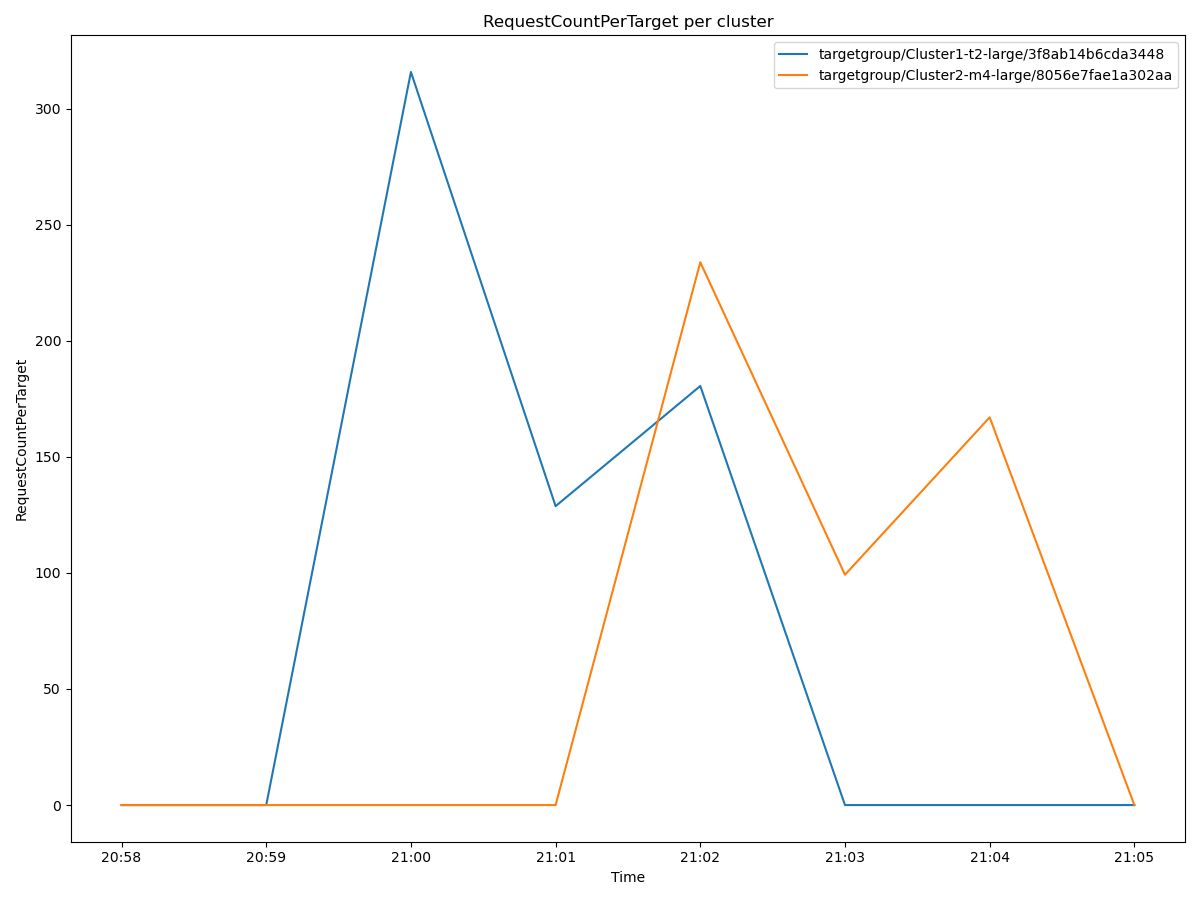 RequestCountPerTarget per cluster
targetgroup/Cluster1-t2-large/3f8ab14b6cda3448
targetgroup/Cluster2-m4-large/8056e7fae1a302aa
RequestCountPerTarget
300
250
200
150
100
50
0
20:58 20:59 21:00 21:01 21:02 21:03 21:04 21:05
Time